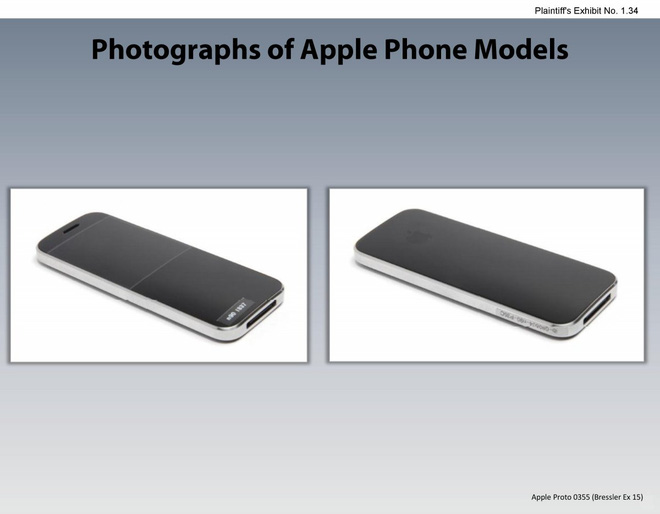 Plaintiff's Exhibit No. 1.34
Photographs of Apple Phone Models
Apple Proto 0355 (Bressler Ex 15)